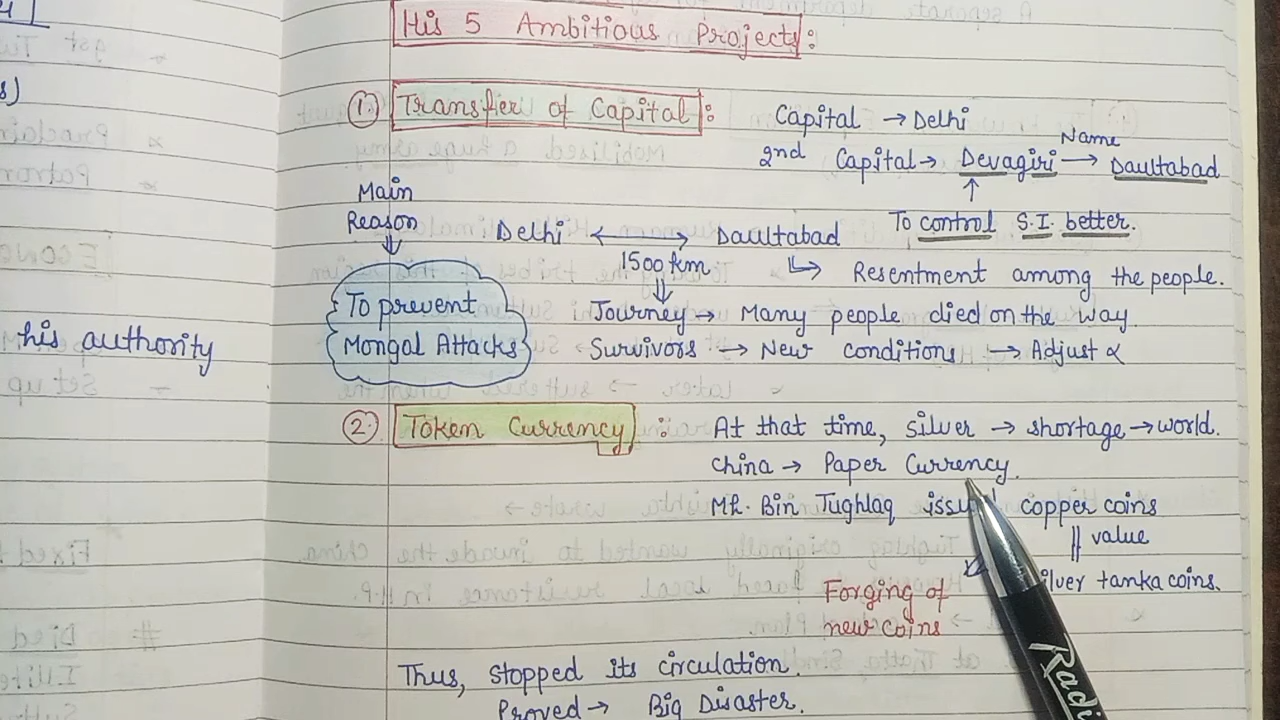 His 5 Ambitious Projects:
1. Transfer of Capital : Capital → Delhi
2nd Capital → Devagiri → Name Daultabad
To control S.I. better.
Main Reason
Delhi ↔ Daultabad
1500 km
Resentment among the people.
To prevent Mongal Attacks
Journey → Many people died on the way.
Survivors → New conditions → Adjust ×
his authority
2. Token Currency : At that time, silver → shortage → world.
China → Paper Currency.
Mh. Bin Tughlaq copper coins
|| value
tanka coins.
Forging of
new coins
Thus, stopped its circulation.
Proved → Big Disaster.
Radi